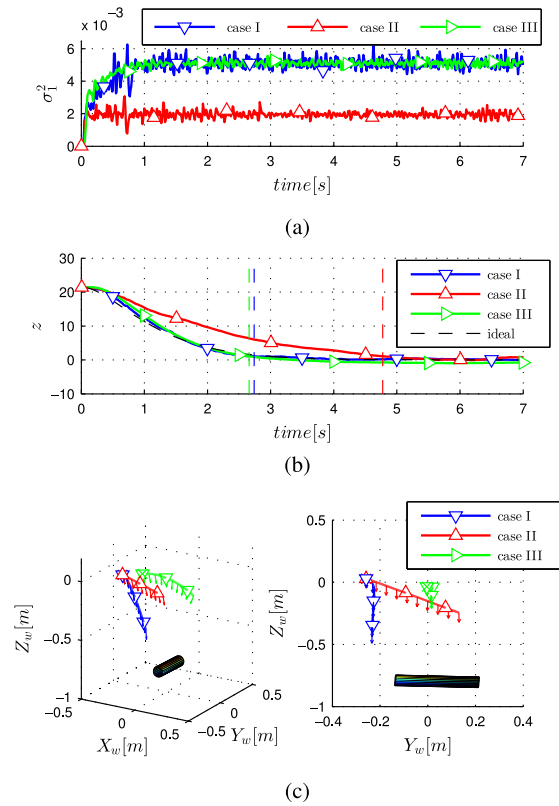 × 10⁻³
case I case II case III
6
4
2
0
σ₁²
0 1 2 3 4 5 6 7
time[s]
(a)
30
20
10
0
−10
z
case I
case II
case III
ideal
0 1 2 3 4 5 6 7
time[s]
(b)
case I
case II
case III
0
−0.5
−1
Z_w[m]
−0.5 0 0.5
X_w[m]
−0.5 0 0.5
Y_w[m]
0.5
0
−0.5
−1
Z_w[m]
−0.4 −0.2 0 0.2 0.4
Y_w[m]
(c)